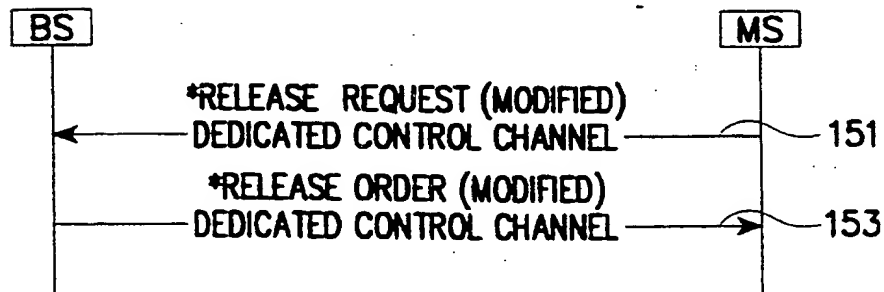 BS MS
*RELEASE REQUEST (MODIFIED)
DEDICATED CONTROL CHANNEL 151
*RELEASE ORDER (MODIFIED)
DEDICATED CONTROL CHANNEL 153